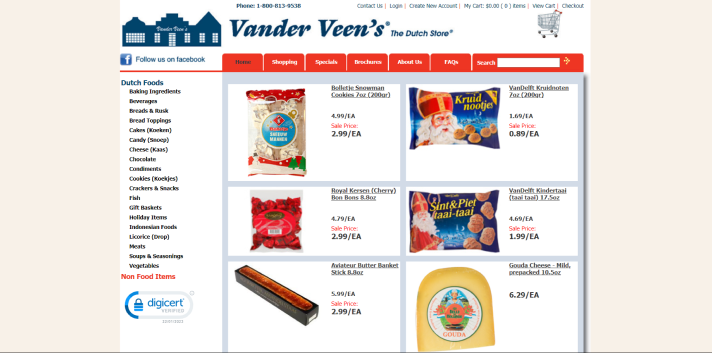 Phone: 1-800-813-9538
Contact Us | Login | Create New Account | My Cart: $0.00 ( 0 ) items | View Cart | Checkout
Vander Veen's
Vander Veen's® The Dutch Store®
Follow us on facebook
Home Shopping Specials Brochures About Us FAQs Search
Dutch Foods
Baking Ingredients
Beverages
Breads & Rusk
Bread Toppings
Cakes (Koeken)
Candy (Snoep)
Cheese (Kaas)
Chocolate
Condiments
Cookies (Koekjes)
Crackers & Snacks
Fish
Gift Baskets
Holiday Items
Indonesian Foods
Licorice (Drop)
Meats
Soups & Seasonings
Vegetables
Non Food Items
digicert
VERIFIED
Bolletje Snowman
Cookies 7oz (200gr)
4.99/EA
Sale Price:
2.99/EA
Kruid
nootjes
VanDelft Kruidnoten
7oz (200gr)
1.69/EA
Sale Price:
0.89/EA
Royal Kersen (Cherry)
Bon Bons 8.8oz
4.79/EA
Sale Price:
2.99/EA
Sint&Piet
taai-taai
VanDelft Kindertaai
(taai taai) 17.5oz
4.69/EA
Sale Price:
1.99/EA
Aviateur Butter Banket
Stick 8.8oz
5.99/EA
Sale Price:
2.99/EA
GOUDA
Gouda Cheese - Mild,
prepacked 10.5oz
6.29/EA